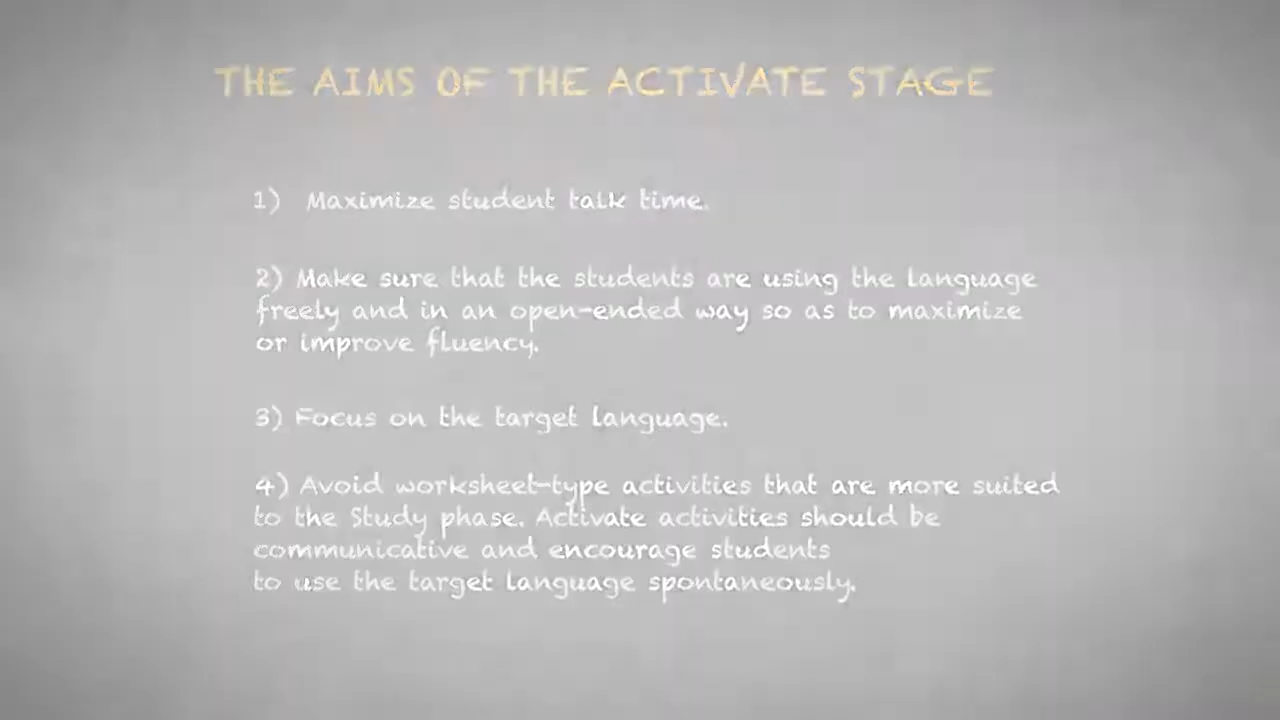 THE AIMS OF THE ACTIVATE STAGE
1) Maximize student talk time.
2) Make sure that the students are using the language
freely and in an open-ended way so as to maximize
or improve fluency.
3) Focus on the target language.
4) Avoid worksheet-type activities that are more suited
to the Study phase. Activate activities should be
communicative and encourage students
to use the target language spontaneously.